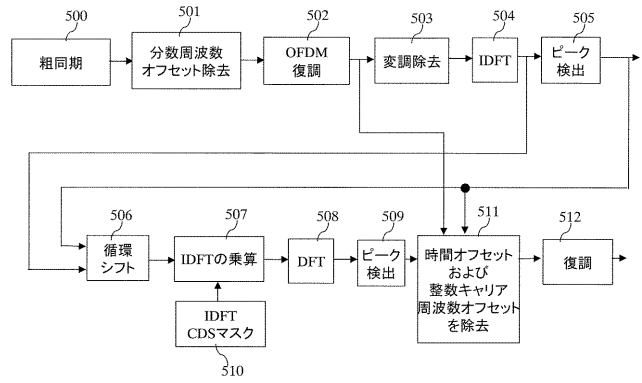 500
501
502
503
504
505
粗同期
分数周波数
オフセット除去
OFDM
復調
変調除去
IDFT
ピーク
検出
506
507
508
509
511
512
循環
シフト
IDFTの乗算
DFT
ピーク
検出
時間オフセット
および
整数キャリア
周波数オフセット
を除去
復調
IDFT
CDSマスク
510